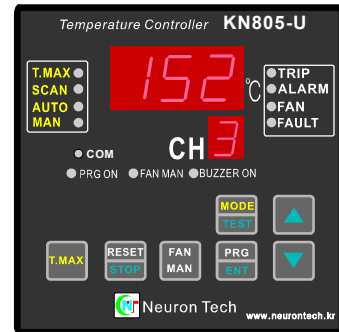 Temperature Controller KN805-U
T.MAX
SCAN
AUTO
MAN
152 °C
TRIP
ALARM
FAN
FAULT
COM
CH 3
PRG ON FAN MAN BUZZER ON
MODE
TEST
T.MAX
RESET
STOP
FAN
MAN
PRG
ENT
Neuron Tech www.neurontech.kr